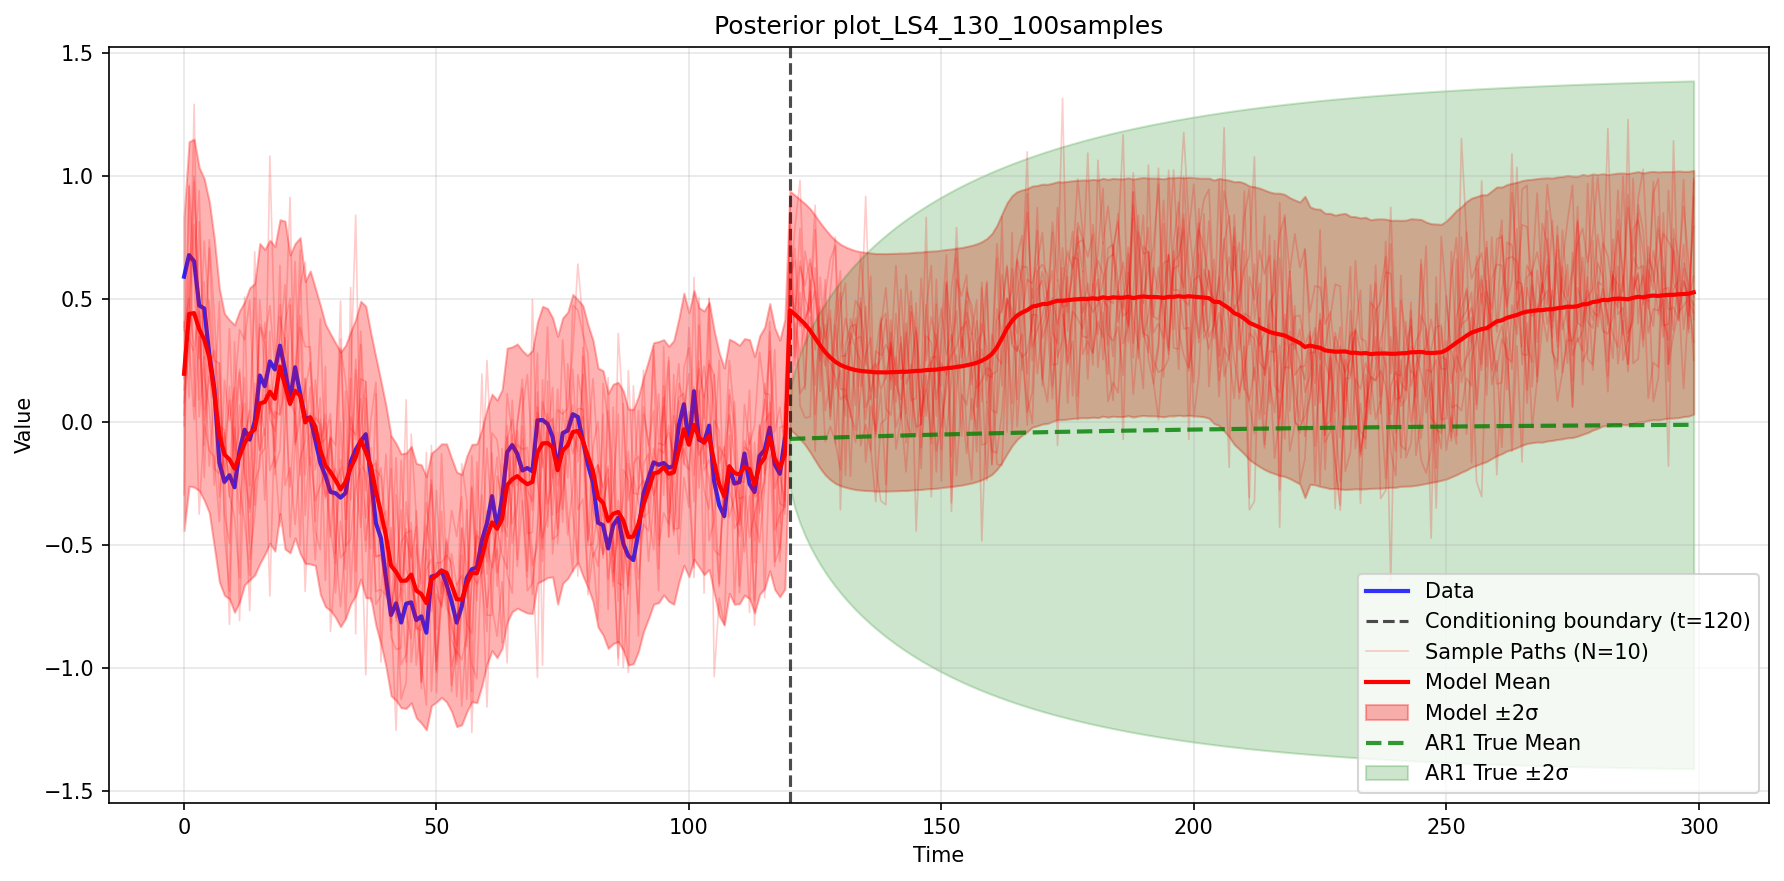 Posterior plot_LS4_130_100samples
1.5
1.0
0.5
0.0
−0.5
−1.0
−1.5
Value
0
50
100
150
200
250
300
Time
Data
Conditioning boundary (t=120)
Sample Paths (N=10)
Model Mean
Model ±2σ
AR1 True Mean
AR1 True ±2σ